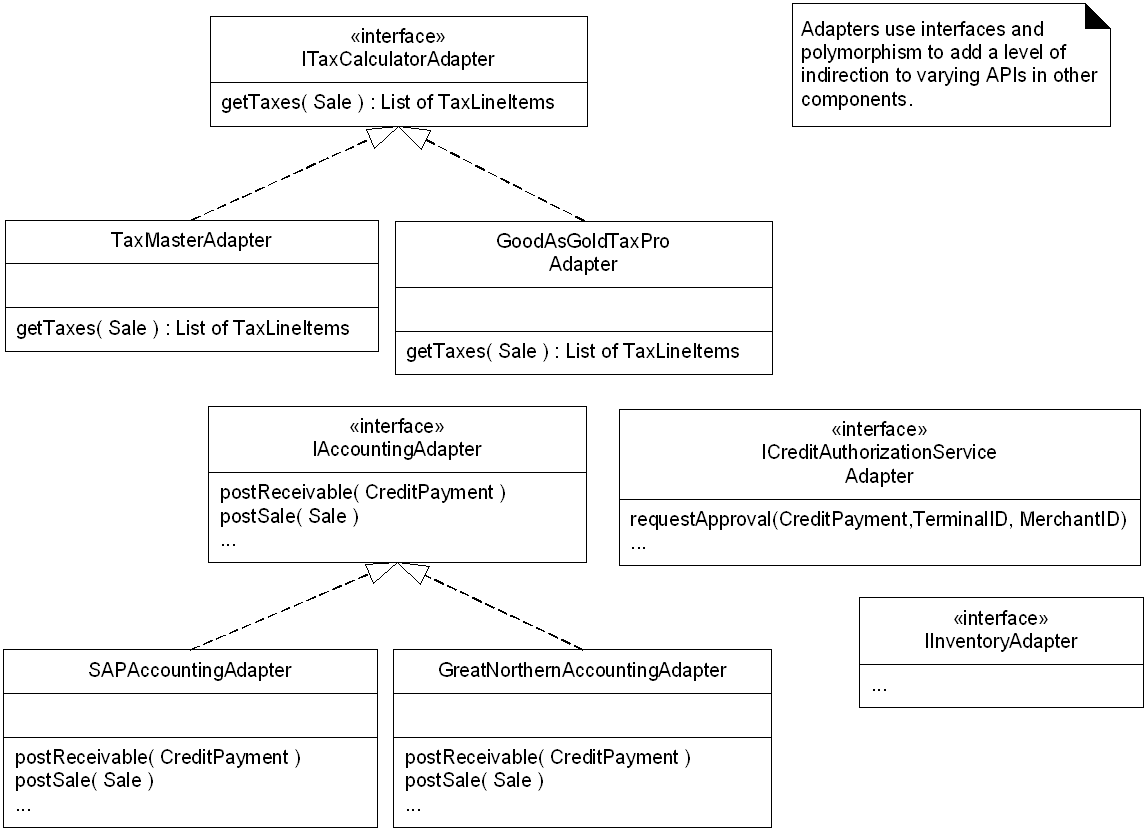 «interface»
ITaxCalculatorAdapter
getTaxes( Sale ) : List of TaxLineItems
Adapters use interfaces and
polymorphism to add a level of
indirection to varying APIs in other
components.
TaxMasterAdapter
getTaxes( Sale ) : List of TaxLineItems
GoodAsGoldTaxPro
Adapter
getTaxes( Sale ) : List of TaxLineItems
«interface»
IAccountingAdapter
postReceivable( CreditPayment )
postSale( Sale )
...
«interface»
ICreditAuthorizationService
Adapter
requestApproval(CreditPayment,TerminalID, MerchantID)
...
«interface»
IInventoryAdapter
...
SAPAccountingAdapter
postReceivable( CreditPayment )
postSale( Sale )
...
GreatNorthernAccountingAdapter
postReceivable( CreditPayment )
postSale( Sale )
...